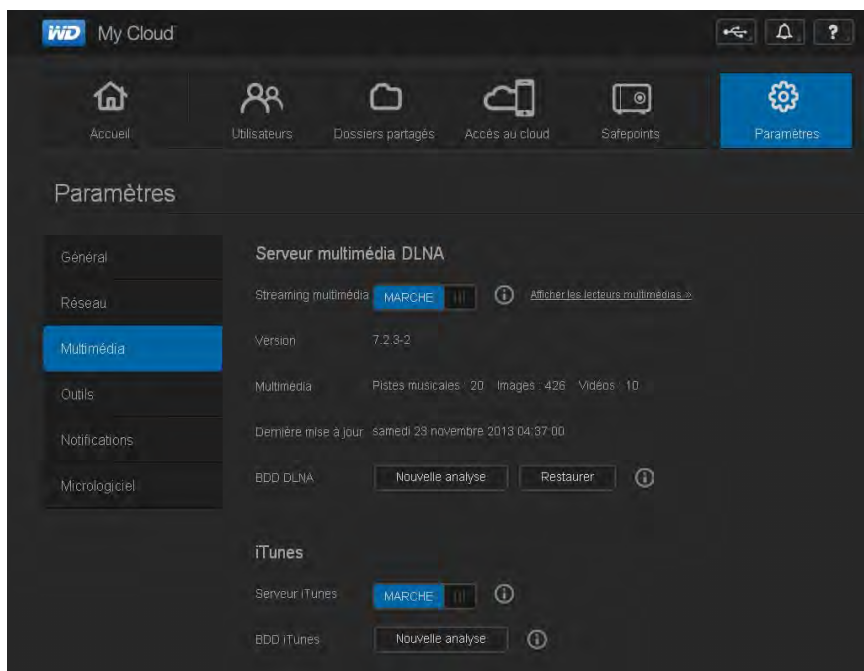 WD My Cloud
?
Accueil Utilisateurs Dossiers partagés Accès au cloud Safepoints Paramètres
Paramètres
Général
Réseau
Multimédia
Outils
Notifications
Micrologiciel
Serveur multimédia DLNA
Streaming multimédia MARCHE Afficher les lecteurs multimédias »
Version 7.2.3-2
Multimédia Pistes musicales : 20 Images : 426 Vidéos : 10
Dernière mise à jour samedi 23 novembre 2013 04:37:00
BDD DLNA Nouvelle analyse Restaurer
iTunes
Serveur iTunes MARCHE
BDD iTunes Nouvelle analyse